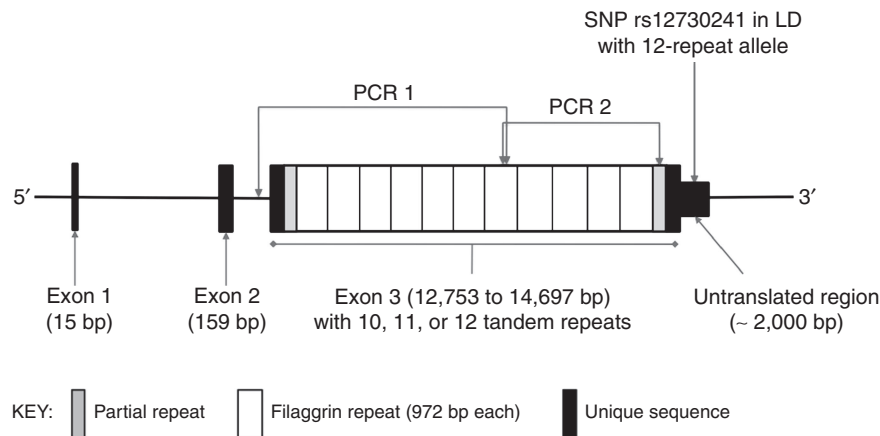 SNP rs12730241 in LD
with 12-repeat allele
PCR 1
PCR 2
5′
3′
Exon 1
(15 bp)
Exon 2
(159 bp)
Exon 3 (12,753 to 14,697 bp)
with 10, 11, or 12 tandem repeats
Untranslated region
(~ 2,000 bp)
KEY:
Partial repeat
Filaggrin repeat (972 bp each)
Unique sequence